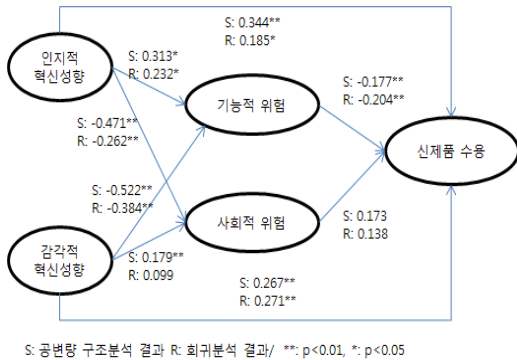 S: 0.344**
R: 0.185*
인지적
혁신성향
S: 0.313*
R: 0.232*
기능적 위험
S: -0.177**
R: -0.204**
S: -0.471**
R: -0.262**
신제품 수용
S: -0.522**
R: -0.384**
사회적 위험
S: 0.173
R: 0.138
감각적
혁신성향
S: 0.179**
R: 0.099
S: 0.267**
R: 0.271**
S: 공변량 구조분석 결과 R: 회귀분석 결과/ **: p<0.01, *: p<0.05